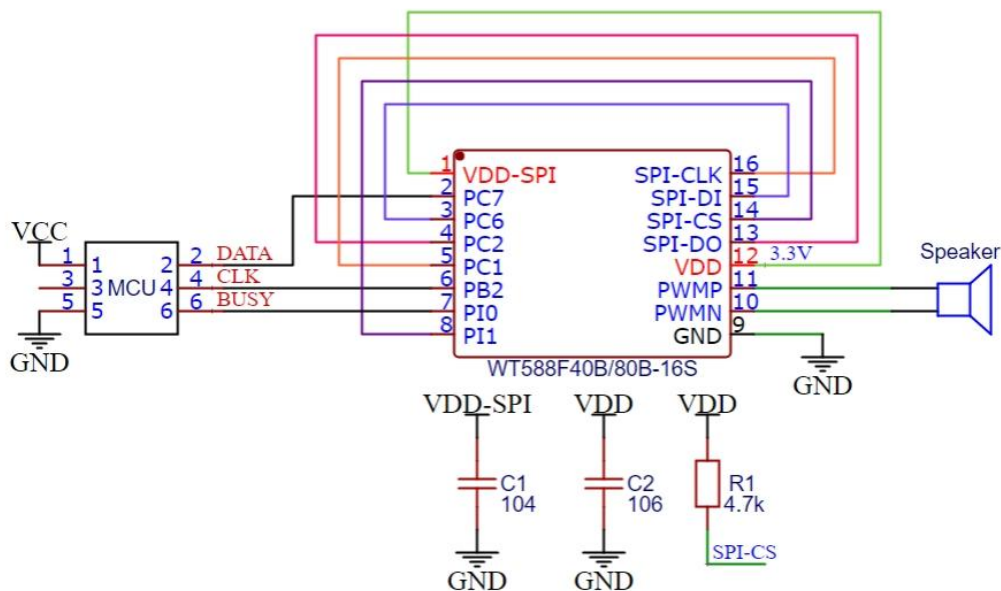 1 VDD-SPI SPI-CLK 16
2 PC7 SPI-DI 15
3 PC6 SPI-CS 14
4 PC2 SPI-DO 13
5 PC1 VDD 12 3.3V
6 PB2 PWMP 11
7 PI0 PWMN 10
8 PI1 GND 9
WT588F40B/80B-16S
VCC
1 1 2 2 DATA
3 3 MCU 4 4 CLK
5 5 6 6 BUSY
GND
Speaker
GND
VDD-SPI
C1
104
GND
VDD
C2
106
GND
VDD
R1
4.7k
SPI-CS